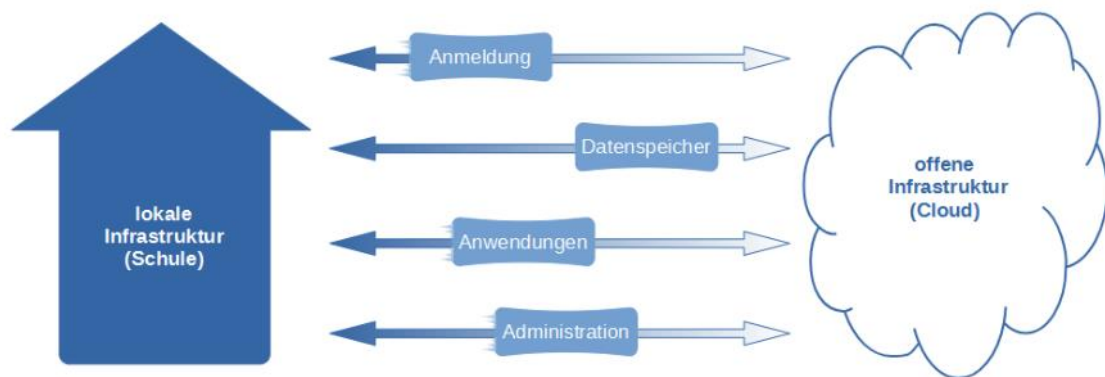 Anmeldung
Datenspeicher
lokale
Infrastruktur
(Schule)
offene
Infrastruktur
(Cloud)
Anwendungen
Administration